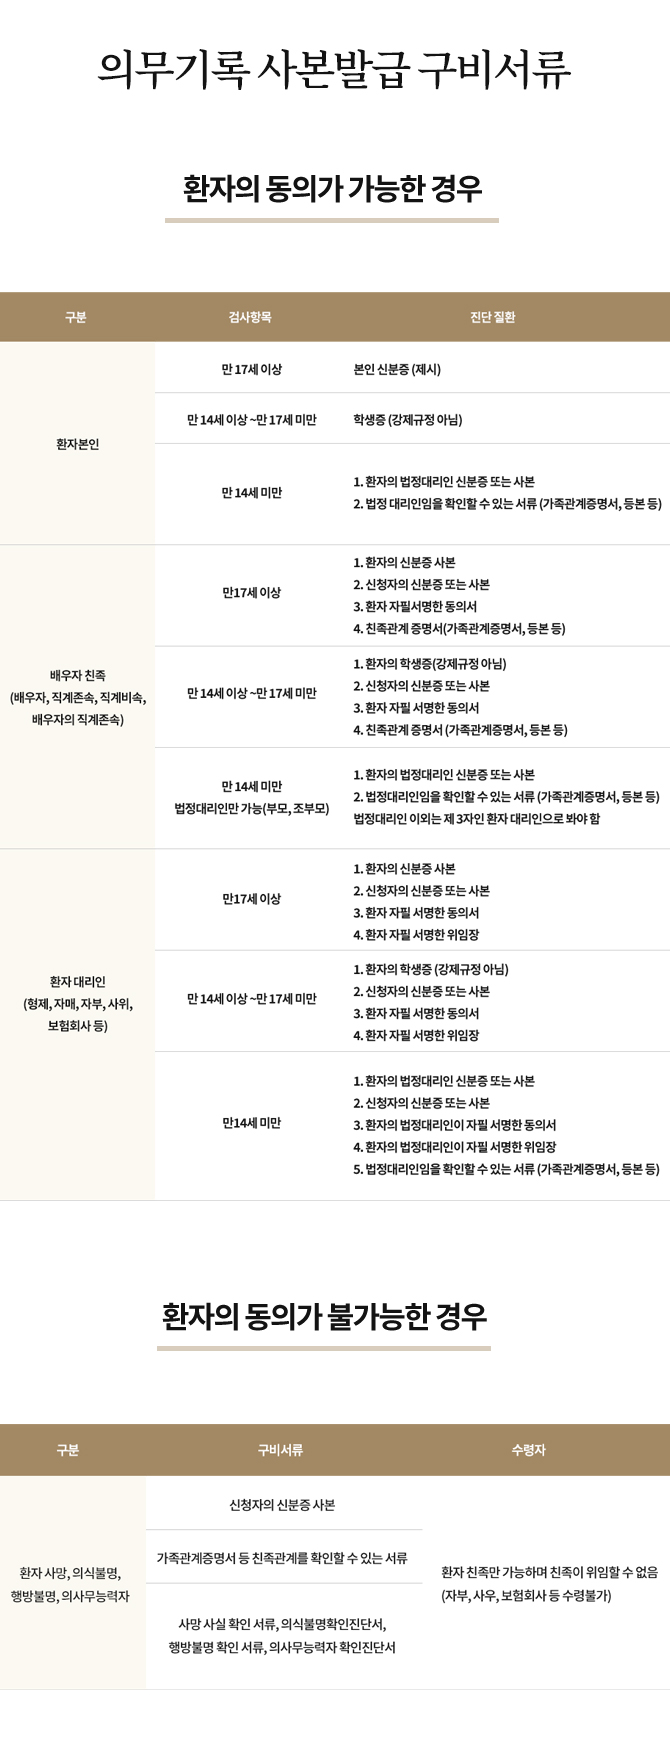 의무기록 사본발급 구비서류
환자의 동의가 가능한 경우
구분 검사항목 진단 질환
환자본인
만 17세 이상
본인 신분증 (제시)
만 14세 이상 ~만 17세 미만
학생증 (강제규정 아님)
만 14세 미만
1. 환자의 법정대리인 신분증 또는 사본
2. 법정 대리인임을 확인할 수 있는 서류 (가족관계증명서, 등본 등)
배우자 친족
(배우자, 직계존속, 직계비속,
배우자의 직계존속)
만17세 이상
1. 환자의 신분증 사본
2. 신청자의 신분증 또는 사본
3. 환자 자필서명한 동의서
4. 친족관계 증명서(가족관계증명서, 등본 등)
만 14세 이상 ~만 17세 미만
1. 환자의 학생증(강제규정 아님)
2. 신청자의 신분증 또는 사본
3. 환자 자필 서명한 동의서
4. 친족관계 증명서 (가족관계증명서, 등본 등)
만 14세 미만
법정대리인만 가능(부모, 조부모)
1. 환자의 법정대리인 신분증 또는 사본
2. 법정대리인임을 확인할 수 있는 서류 (가족관계증명서, 등본 등)
법정대리인 이외는 제 3자인 환자 대리인으로 봐야 함
환자 대리인
(형제, 자매, 자부, 사위,
보험회사 등)
만17세 이상
1. 환자의 신분증 사본
2. 신청자의 신분증 또는 사본
3. 환자 자필 서명한 동의서
4. 환자 자필 서명한 위임장
만 14세 이상 ~만 17세 미만
1. 환자의 학생증 (강제규정 아님)
2. 신청자의 신분증 또는 사본
3. 환자 자필 서명한 동의서
4. 환자 자필 서명한 위임장
만14세 미만
1. 환자의 법정대리인 신분증 또는 사본
2. 신청자의 신분증 또는 사본
3. 환자의 법정대리인이 자필 서명한 동의서
4. 환자의 법정대리인이 자필 서명한 위임장
5. 법정대리인임을 확인할 수 있는 서류 (가족관계증명서, 등본 등)
환자의 동의가 불가능한 경우
구분 구비서류 수령자
환자 사망, 의식불명,
행방불명, 의사무능력자
신청자의 신분증 사본
가족관계증명서 등 친족관계를 확인할 수 있는 서류
사망 사실 확인 서류, 의식불명확인진단서,
행방불명 확인 서류, 의사무능력자 확인진단서
환자 친족만 가능하며 친족이 위임할 수 없음
(자부, 사우, 보험회사 등 수령불가)